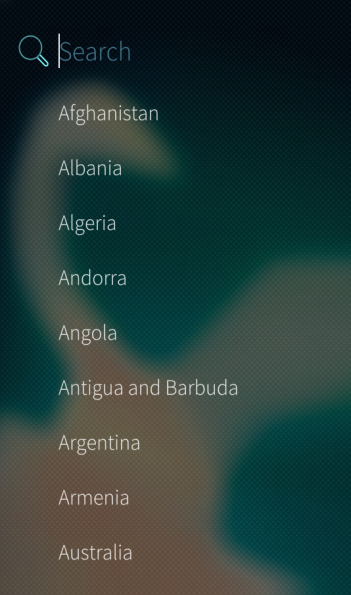 Search
Afghanistan
Albania
Algeria
Andorra
Angola
Antigua and Barbuda
Argentina
Armenia
Australia